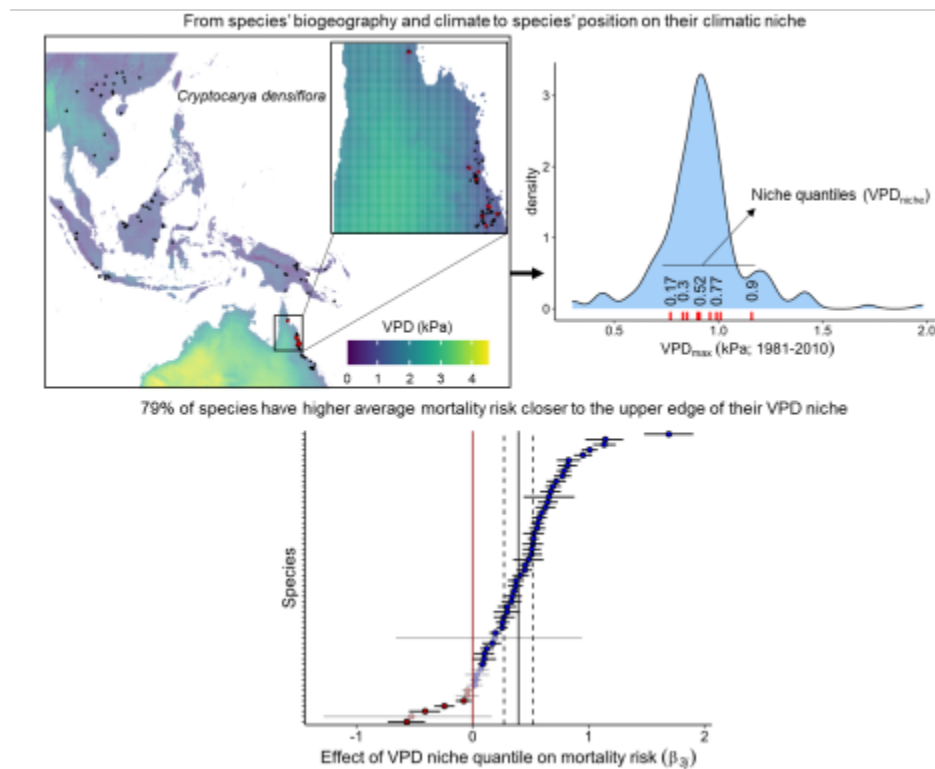 From species' biogeography and climate to species' position on their climatic niche
Cryptocarya densiflora
VPD (kPa)
0 1 2 3 4
density
3
2
1
0
Niche quantiles (VPDniche)
0.17 0.3 0.52 0.77 0.9
0.5 1.0 1.5 2.0
VPDmax (kPa; 1981-2010)
79% of species have higher average mortality risk closer to the upper edge of their VPD niche
Species
-1 0 1 2
Effect of VPD niche quantile on mortality risk (β3j)